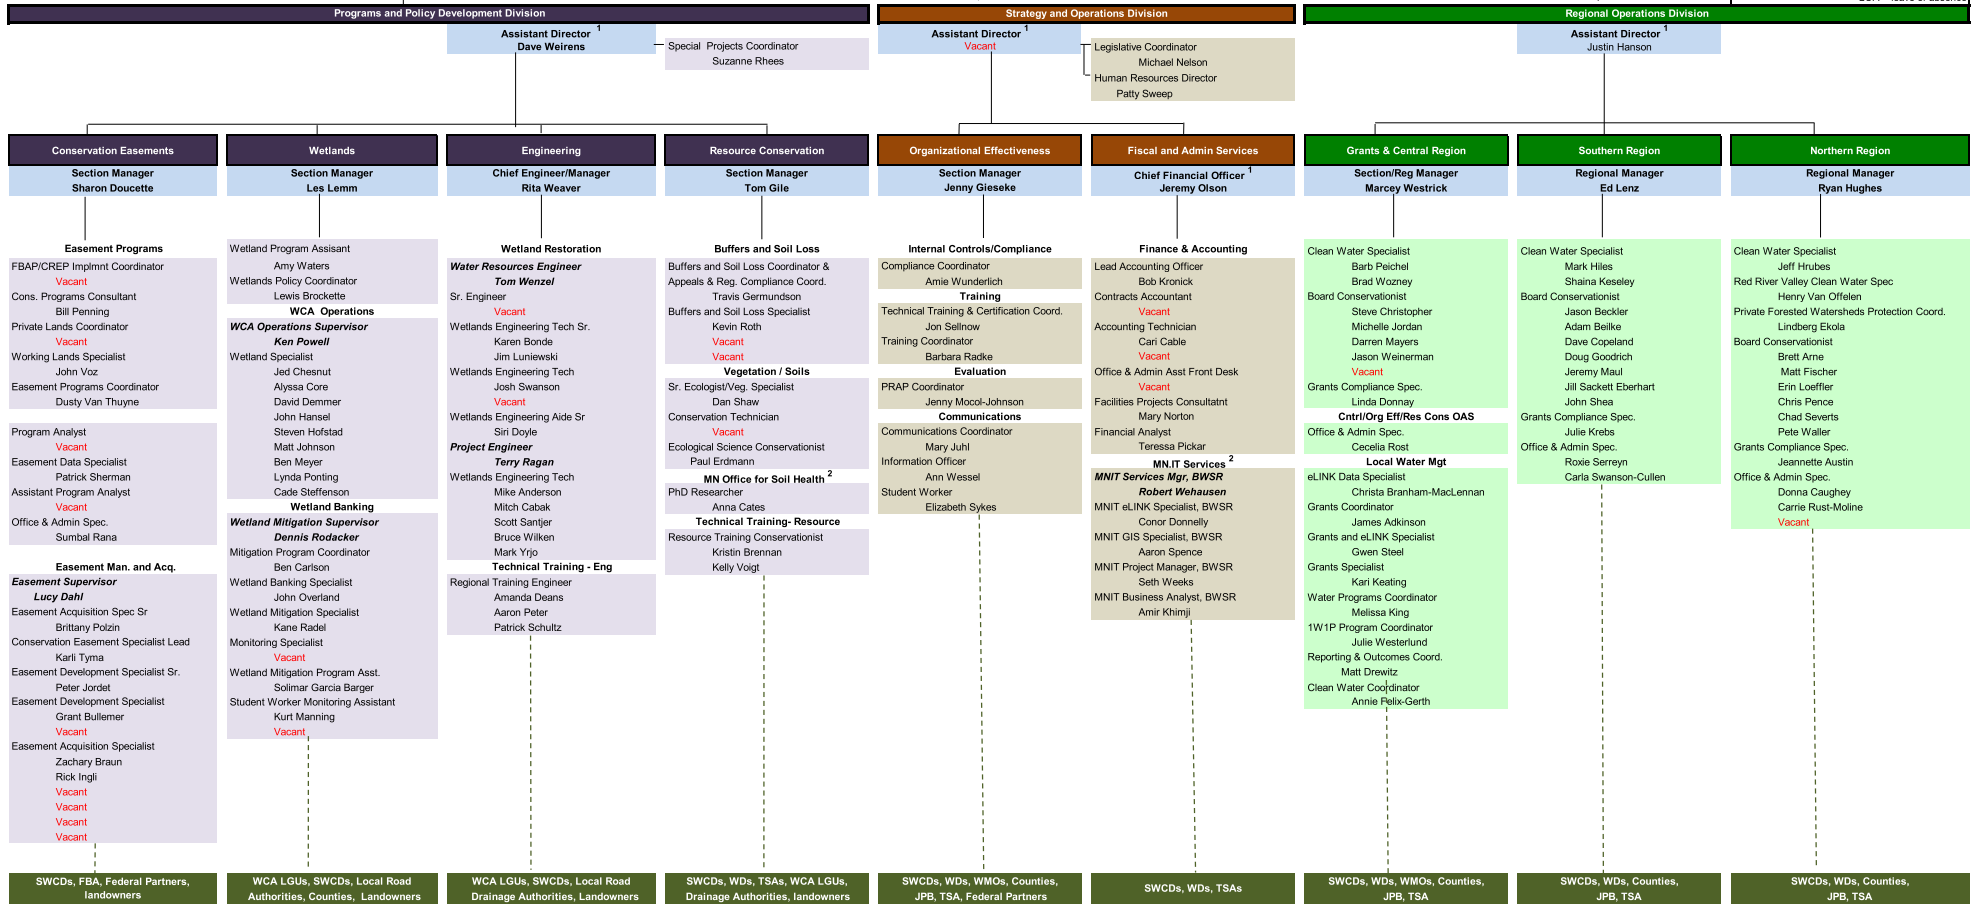 Programs and Policy Development Division
Assistant Director 1
Dave Weirens
Special Projects Coordinator
Suzanne Rhees
Strategy and Operations Division
Assistant Director 1
Vacant
Legislative Coordinator
Michael Nelson
Human Resources Director
Patty Sweep
Regional Operations Division
Assistant Director 1
Justin Hanson
Conservation Easements
Section Manager
Sharon Doucette
Easement Programs
FBAP/CREP Implmnt Coordinator
Vacant
Cons. Programs Consultant
Bill Penning
Private Lands Coordinator
Vacant
Working Lands Specialist
John Voz
Easement Programs Coordinator
Dusty Van Thuyne
Program Analyst
Vacant
Easement Data Specialist
Patrick Sherman
Assistant Program Analyst
Vacant
Office & Admin Spec.
Sumbal Rana
Easement Man. and Acq.
Easement Supervisor
Lucy Dahl
Easement Acquisition Spec Sr
Brittany Polzin
Conservation Easement Specialist Lead
Karli Tyma
Easement Development Specialist Sr.
Peter Jordet
Easement Development Specialist
Grant Bullemer
Vacant
Easement Acquisition Specialist
Zachary Braun
Rick Ingli
Vacant
Vacant
Vacant
Vacant
SWCDs, FBA, Federal Partners,
landowners
Wetlands
Section Manager
Les Lemm
Wetland Program Assisant
Amy Waters
Wetlands Policy Coordinator
Lewis Brockette
WCA Operations
WCA Operations Supervisor
Ken Powell
Wetland Specialist
Jed Chesnut
Alyssa Core
David Demmer
John Hansel
Steven Hofstad
Matt Johnson
Ben Meyer
Lynda Ponting
Cade Steffenson
Wetland Banking
Wetland Mitigation Supervisor
Dennis Rodacker
Mitigation Program Coordinator
Ben Carlson
Wetland Banking Specialist
John Overland
Wetland Mitigation Specialist
Kane Radel
Monitoring Specialist
Vacant
Wetland Mitigation Program Asst.
Solimar Garcia Barger
Student Worker Monitoring Assistant
Kurt Manning
Vacant
WCA LGUs, SWCDs, Local Road
Authorities, Counties, Landowners
Engineering
Chief Engineer/Manager
Rita Weaver
Wetland Restoration
Water Resources Engineer
Tom Wenzel
Sr. Engineer
Vacant
Wetlands Engineering Tech Sr.
Karen Bonde
Jim Luniewski
Wetlands Engineering Tech
Josh Swanson
Vacant
Wetlands Engineering Aide Sr
Siri Doyle
Project Engineer
Terry Ragan
Wetlands Engineering Tech
Mike Anderson
Mitch Cabak
Scott Santjer
Bruce Wilken
Mark Yrjo
Technical Training - Eng
Regional Training Engineer
Amanda Deans
Aaron Peter
Patrick Schultz
WCA LGUs, SWCDs, Local Road
Drainage Authorities, Landowners
Resource Conservation
Section Manager
Tom Gile
Buffers and Soil Loss
Buffers and Soil Loss Coordinator &
Appeals & Reg. Compliance Coord.
Travis Germundson
Buffers and Soil Loss Specialist
Kevin Roth
Vacant
Vacant
Vegetation / Soils
Sr. Ecologist/Veg. Specialist
Dan Shaw
Conservation Technician
Vacant
Ecological Science Conservationist
Paul Erdmann
MN Office for Soil Health 2
PhD Researcher
Anna Cates
Technical Training- Resource
Resource Training Conservationist
Kristin Brennan
Kelly Voigt
SWCDs, WDs, TSAs, WCA LGUs,
Drainage Authorities, landowners
Organizational Effectiveness
Section Manager
Jenny Gieseke
Internal Controls/Compliance
Compliance Coordinator
Amie Wunderlich
Training
Technical Training & Certification Coord.
Jon Sellnow
Training Coordinator
Barbara Radke
Evaluation
PRAP Coordinator
Jenny Mocol-Johnson
Communications
Communications Coordinator
Mary Juhl
Information Officer
Ann Wessel
Student Worker
Elizabeth Sykes
SWCDs, WDs, WMOs, Counties,
JPB, TSA, Federal Partners
Fiscal and Admin Services
Chief Financial Officer 1
Jeremy Olson
Finance & Accounting
Lead Accounting Officer
Bob Kronick
Contracts Accountant
Vacant
Accounting Technician
Cari Cable
Vacant
Office & Admin Asst Front Desk
Vacant
Facilities Projects Consultatnt
Mary Norton
Financial Analyst
Teressa Pickar
MN.IT Services 2
MNIT Services Mgr, BWSR
Robert Wehausen
MNIT eLINK Specialist, BWSR
Conor Donnelly
MNIT GIS Specialist, BWSR
Aaron Spence
MNIT Project Manager, BWSR
Seth Weeks
MNIT Business Analyst, BWSR
Amir Khimji
SWCDs, WDs, TSAs
Grants & Central Region
Section/Reg Manager
Marcey Westrick
Clean Water Specialist
Barb Peichel
Brad Wozney
Board Conservationist
Steve Christopher
Michelle Jordan
Darren Mayers
Jason Weinerman
Vacant
Grants Compliance Spec.
Linda Donnay
Cntrl/Org Eff/Res Cons OAS
Office & Admin Spec.
Cecelia Rost
Local Water Mgt
eLINK Data Specialist
Christa Branham-MacLennan
Grants Coordinator
James Adkinson
Grants and eLINK Specialist
Gwen Steel
Grants Specialist
Kari Keating
Water Programs Coordinator
Melissa King
1W1P Program Coordinator
Julie Westerlund
Reporting & Outcomes Coord.
Matt Drewitz
Clean Water Coordinator
Annie Felix-Gerth
SWCDs, WDs, WMOs, Counties,
JPB, TSA
Southern Region
Regional Manager
Ed Lenz
Clean Water Specialist
Mark Hiles
Shaina Keseley
Board Conservationist
Jason Beckler
Adam Beilke
Dave Copeland
Doug Goodrich
Jeremy Maul
Jill Sackett Eberhart
John Shea
Grants Compliance Spec.
Julie Krebs
Office & Admin Spec.
Roxie Serreyn
Carla Swanson-Cullen
SWCDs, WDs, Counties,
JPB, TSA
Northern Region
Regional Manager
Ryan Hughes
Clean Water Specialist
Jeff Hrubes
Red River Valley Clean Water Spec
Henry Van Offelen
Private Forested Watersheds Protection Coord.
Lindberg Ekola
Board Conservationist
Brett Arne
Matt Fischer
Erin Loeffler
Chris Pence
Chad Severts
Pete Waller
Grants Compliance Spec.
Jeannette Austin
Office & Admin Spec.
Donna Caughey
Carrie Rust-Moline
Vacant
SWCDs, WDs, Counties,
JPB, TSA